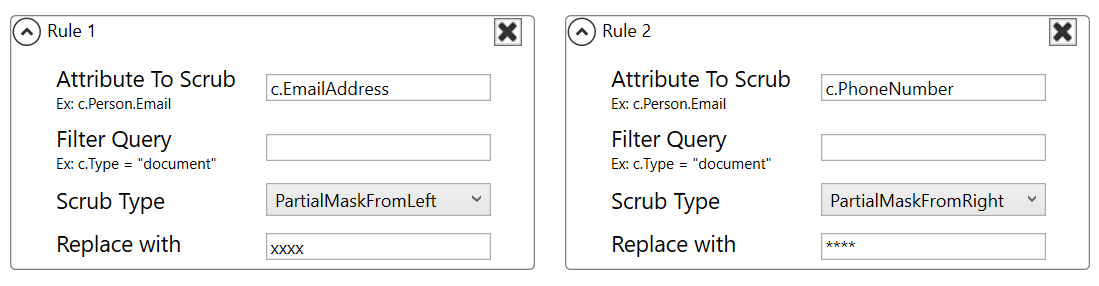 Rule 1
Attribute To Scrub
c.EmailAddress
Ex: c.Person.Email
Filter Query
Ex: c.Type = "document"
Scrub Type
PartialMaskFromLeft
Replace with
xxxx
Rule 2
Attribute To Scrub
c.PhoneNumber
Ex: c.Person.Email
Filter Query
Ex: c.Type = "document"
Scrub Type
PartialMaskFromRight
Replace with
****